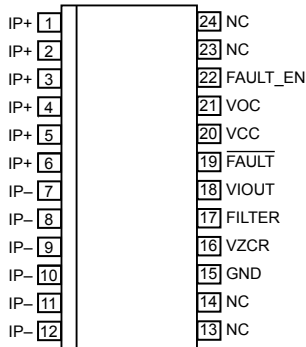 IP+ 1 24 NC
IP+ 2 23 NC
IP+ 3 22 FAULT_EN
IP+ 4 21 VOC
IP+ 5 20 VCC
IP+ 6 19 FAULT
IP– 7 18 VIOUT
IP– 8 17 FILTER
IP– 9 16 VZCR
IP– 10 15 GND
IP– 11 14 NC
IP– 12 13 NC